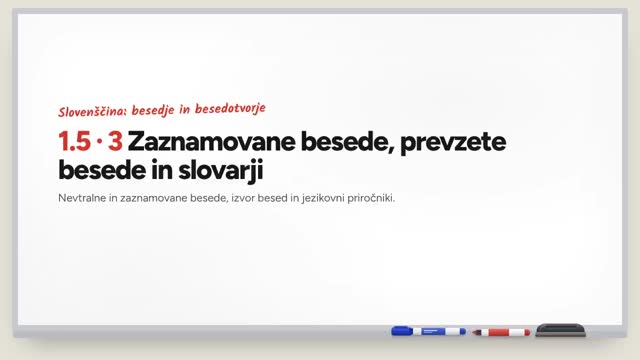 Slovenščina: besedje in besedotvorje
1.5 · 3 Zaznamovane besede, prevzete
besede in slovarji
Nevtralne in zaznamovane besede, izvor besed in jezikovni priročniki.